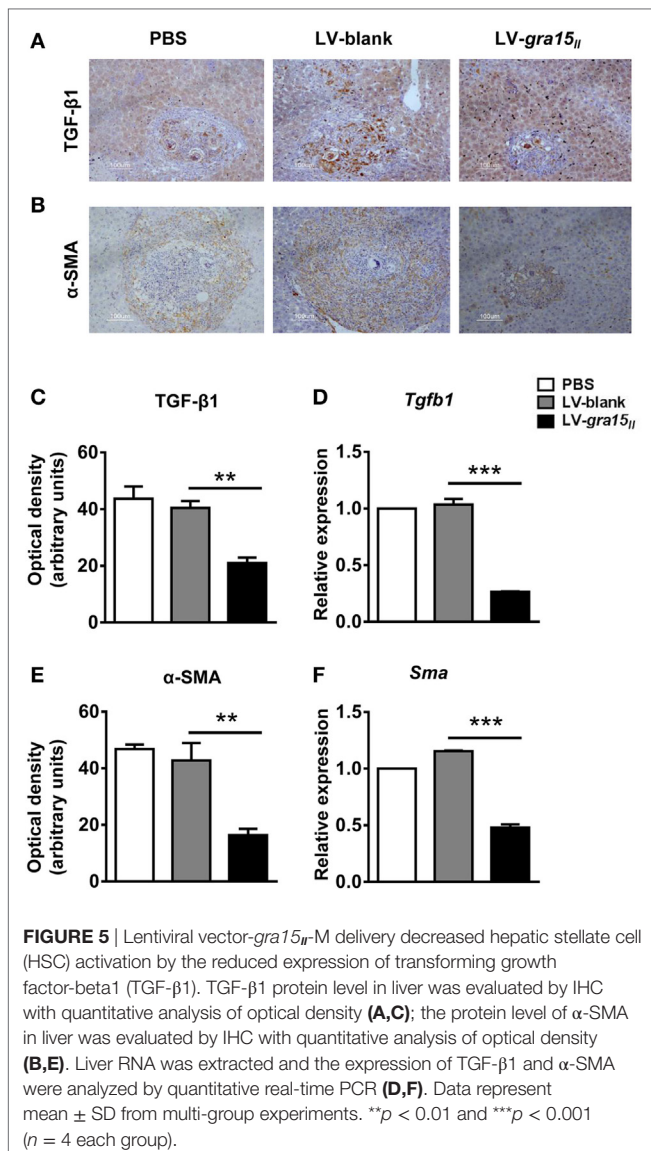 A PBS LV-blank LV-gra15II
TGF-β1
100um 100um 100um
B
α-SMA
100um 100um 100um
PBS
LV-blank
LV-gra15II
C TGF-β1
Optical density
(arbitrary units)
60
40
20
0
**
D Tgfb1
Relative expression
1.5
1.0
0.5
0.0
***
E α-SMA
Optical density
(arbitrary units)
60
40
20
0
**
F Sma
Relative expression
1.5
1.0
0.5
0.0
***
FIGURE 5 | Lentiviral vector-gra15II-M delivery decreased hepatic stellate cell
(HSC) activation by the reduced expression of transforming growth
factor-beta1 (TGF-β1). TGF-β1 protein level in liver was evaluated by IHC
with quantitative analysis of optical density (A,C); the protein level of α-SMA
in liver was evaluated by IHC with quantitative analysis of optical density
(B,E). Liver RNA was extracted and the expression of TGF-β1 and α-SMA
were analyzed by quantitative real-time PCR (D,F). Data represent
mean ± SD from multi-group experiments. **p < 0.01 and ***p < 0.001
(n = 4 each group).